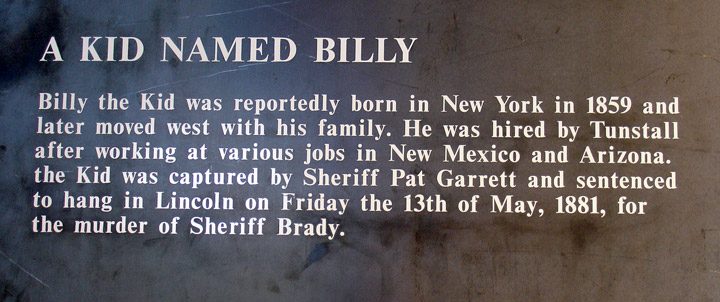 A KID NAMED BILLY
Billy the Kid was reportedly born in New York in 1859 and
later moved west with his family. He was hired by Tunstall
after working at various jobs in New Mexico and Arizona.
the Kid was captured by Sheriff Pat Garrett and sentenced
to hang in Lincoln on Friday the 13th of May, 1881, for
the murder of Sheriff Brady.